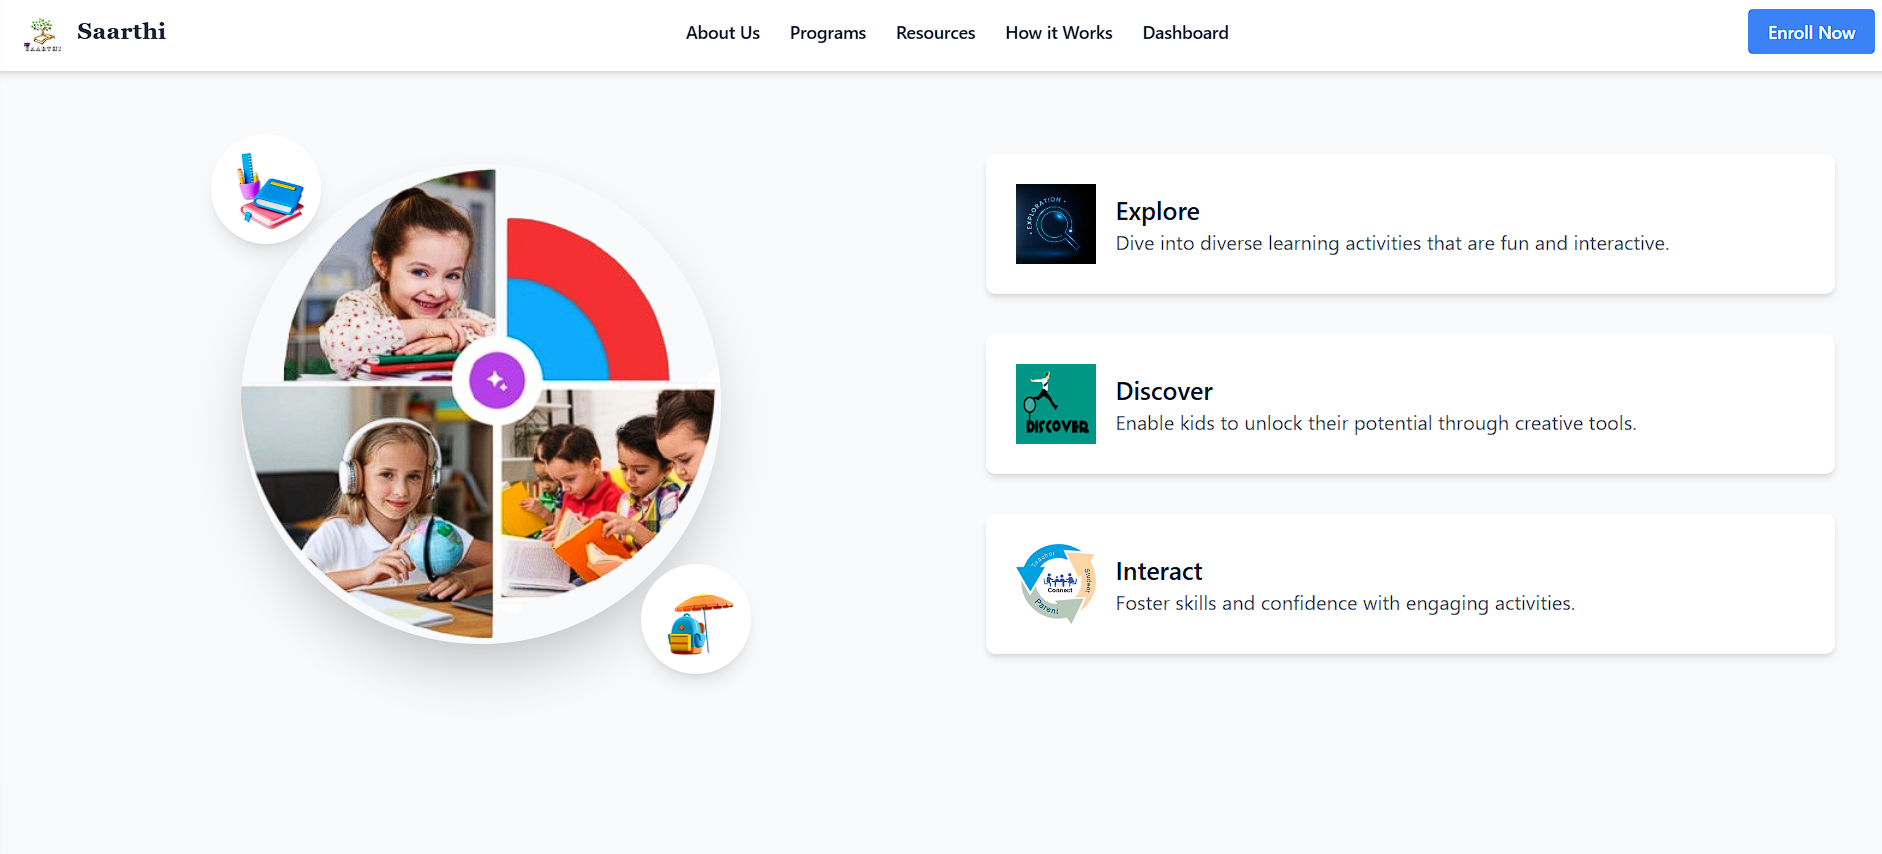 SAARTHI
Saarthi
About Us
Programs
Resources
How it Works
Dashboard
Enroll Now
• EXPLORATION •
Explore
Dive into diverse learning activities that are fun and interactive.
DISCOVER
Discover
Enable kids to unlock their potential through creative tools.
Teacher
Student
Connect
Parent
Interact
Foster skills and confidence with engaging activities.